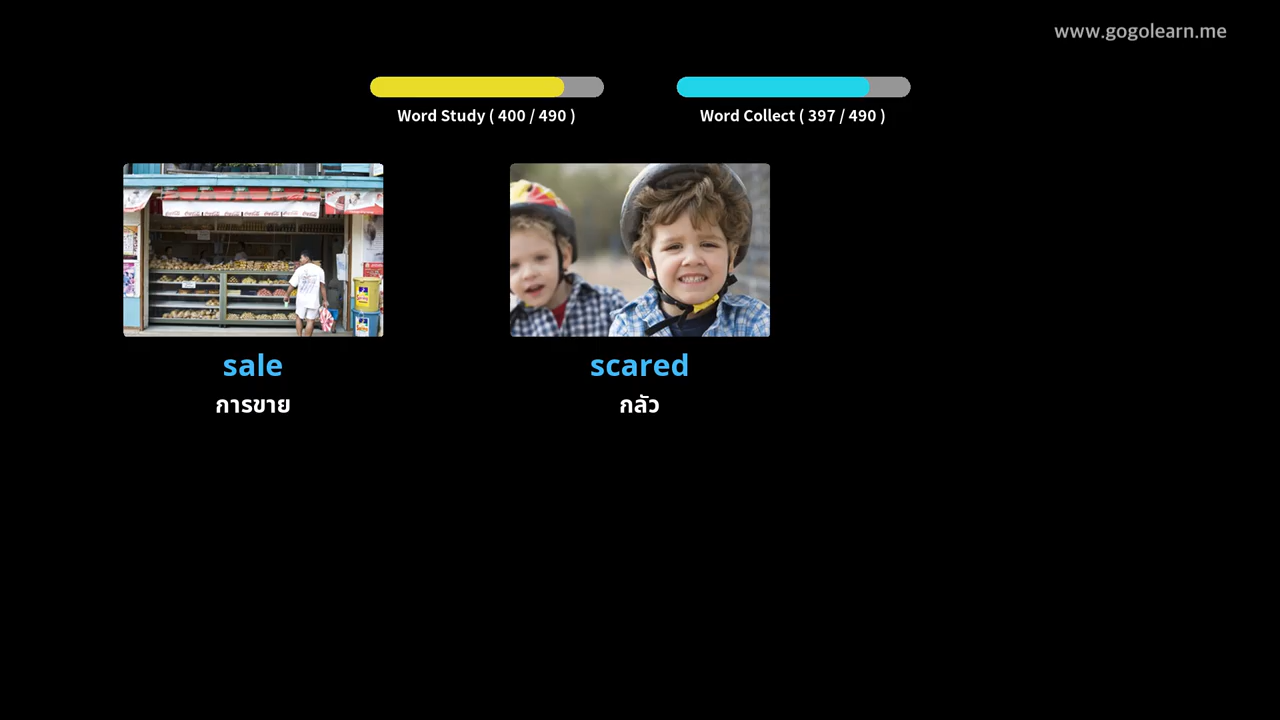 www.gogolearn.me
Word Study ( 400 / 490 )
Word Collect ( 397 / 490 )
sale
scared
การขาย
กลัว